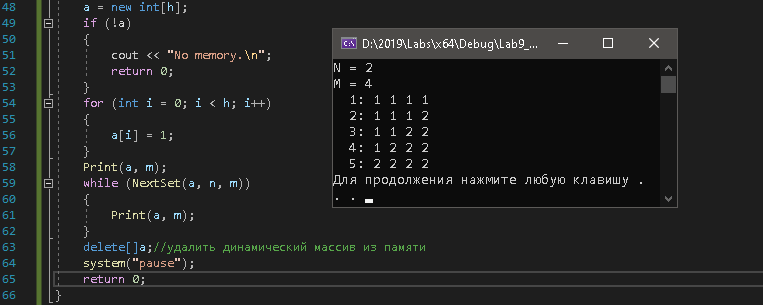 48 a = new int[h];
49 if (!a)
50 {
51 cout << "No memory.\n";
52 return 0;
53 }
54 for (int i = 0; i < h; i++)
55 {
56 a[i] = 1;
57 }
58 Print(a, m);
59 while (NextSet(a, n, m))
60 {
61 Print(a, m);
62 }
63 delete[]a;//удалить динамический массив из памяти
64 system("pause");
65 return 0;
66 }
D:\2019\Labs\x64\Debug\Lab9_...
N = 2
M = 4
1: 1 1 1 1
2: 1 1 1 2
3: 1 1 2 2
4: 1 2 2 2
5: 2 2 2 2
Для продолжения нажмите любую клавишу .
. .